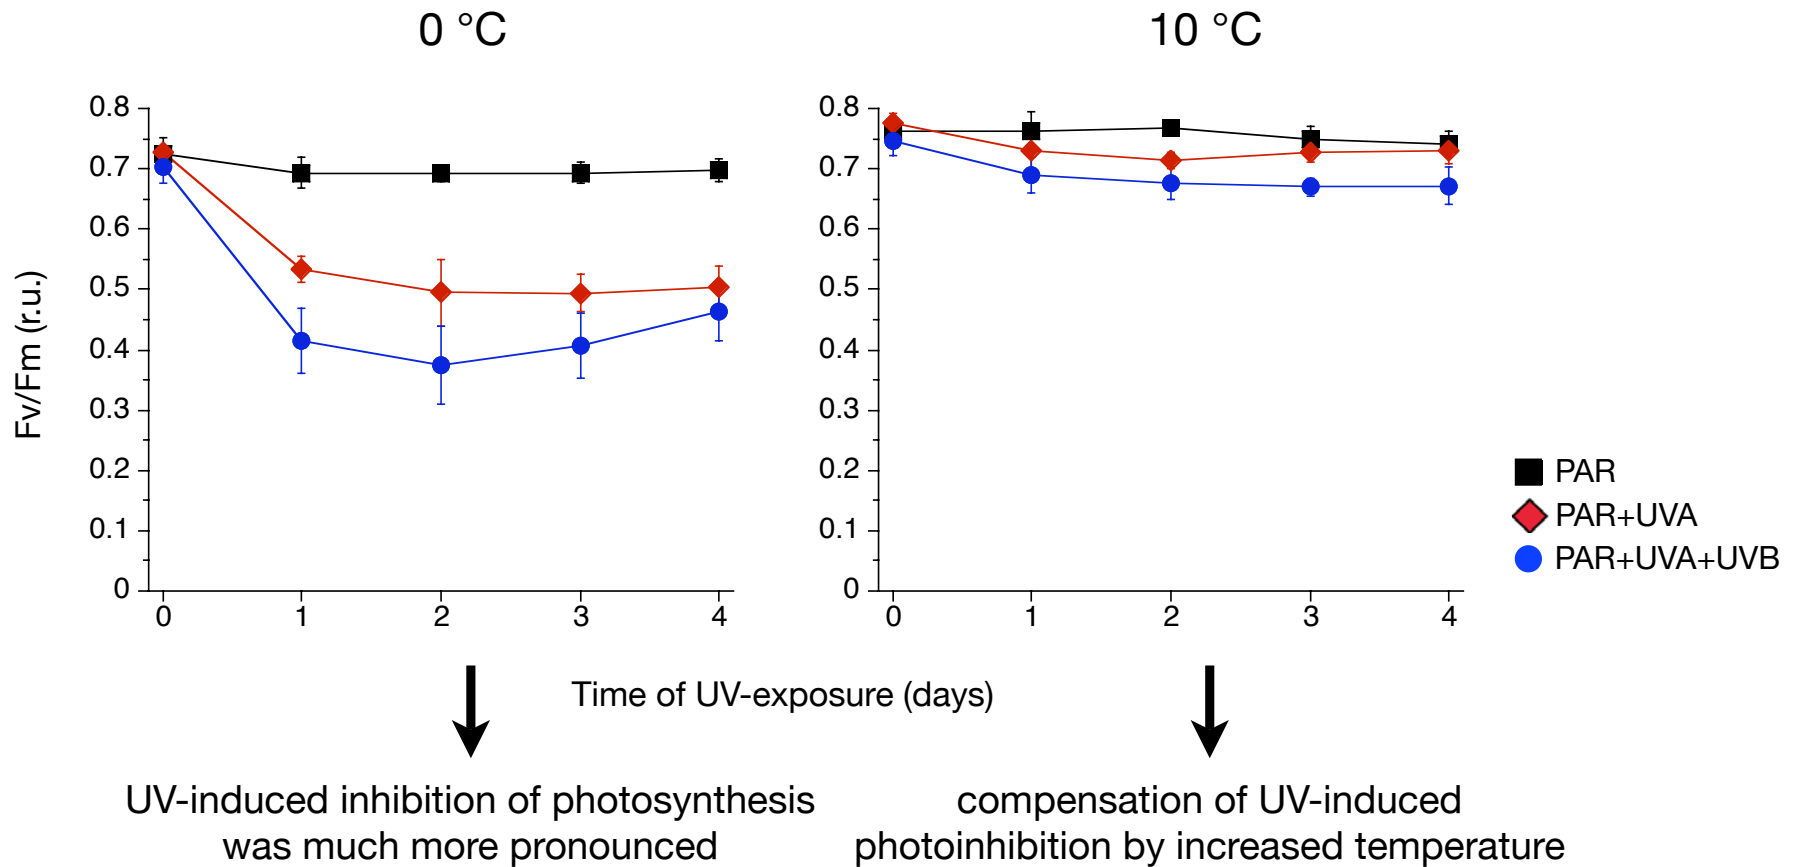 0 °C
10 °C
0.8
0.7
0.6
0.5
0.4
0.3
0.2
0.1
0
Fv/Fm (r.u.)
0 1 2 3 4
0.8
0.7
0.6
0.5
0.4
0.3
0.2
0.1
0
0 1 2 3 4
PAR
PAR+UVA
PAR+UVA+UVB
Time of UV-exposure (days)
UV-induced inhibition of photosynthesis
was much more pronounced
compensation of UV-induced
photoinhibition by increased temperature